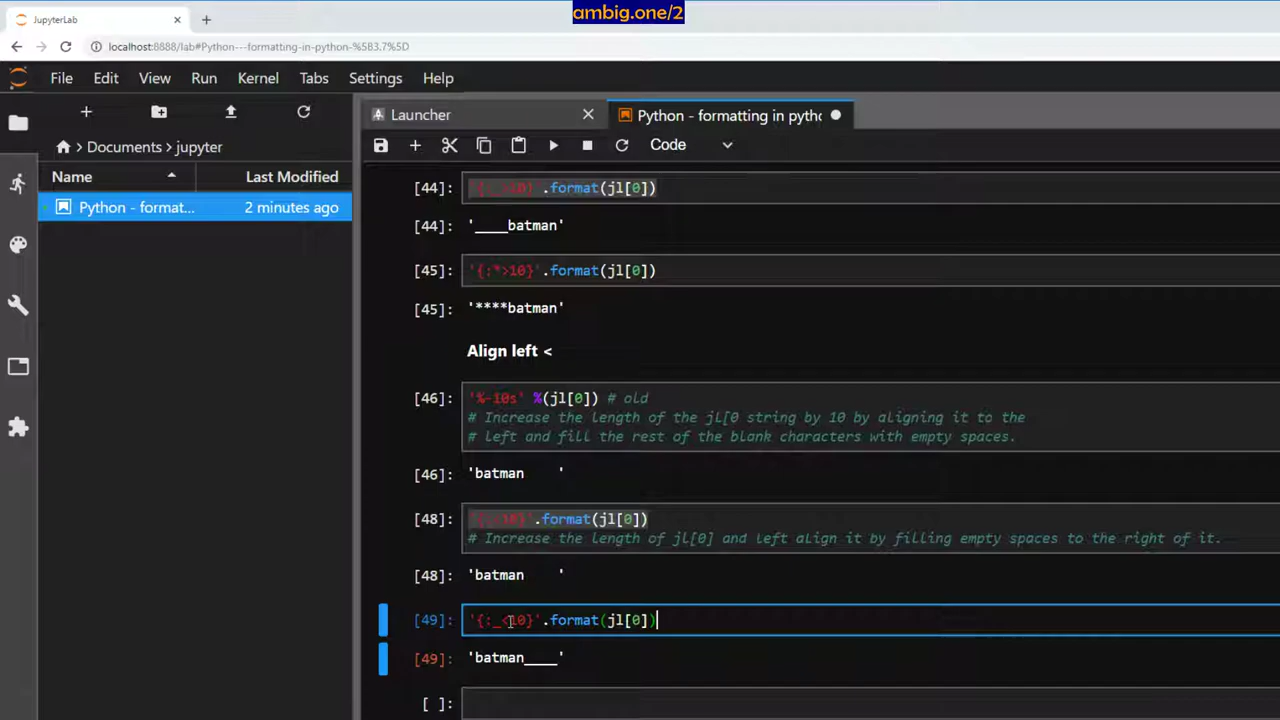 ambig.one/2
JupyterLab
localhost:8888/lab#Python---formatting-in-python-%5B3.7%5D
File Edit View Run Kernel Tabs Settings Help
Launcher
Python - formatting in pytho
Code
Documents > jupyter
Name Last Modified
Python - format... 2 minutes ago
[44]: '{:_>10}'.format(jl[0])
[44]: '____batman'
[45]: '{:*>10}'.format(jl[0])
[45]: '****batman'
Align left <
[46]: '%-10s' %(jl[0]) # old
# Increase the length of the jl[0 string by 10 by aligning it to the
# left and fill the rest of the blank characters with empty spaces.
[46]: 'batman    '
[48]: .format(jl[0])
# Increase the length of jl[0] and left align it by filling empty spaces to the right of it.
[48]: 'batman    '
[49]: '{:_<10}'.format(jl[0])
[49]: 'batman____'
[ ]: